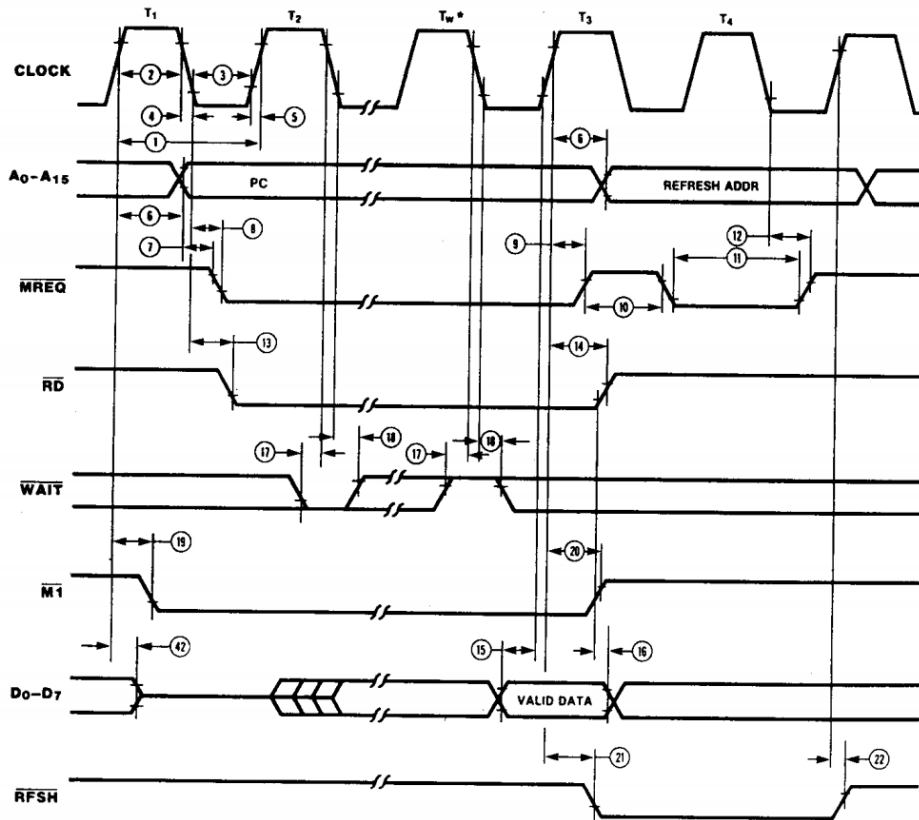 T1 T2 Tw* T3 T4
CLOCK
2 3
4 5
1 6
A0–A15 PC REFRESH ADDR
6 8
7 9 12
11
MREQ
10
13 14
RD
17 18 17 18
WAIT
19 20
M1
42 15 16
D0–D7 VALID DATA
21 22
RFSH